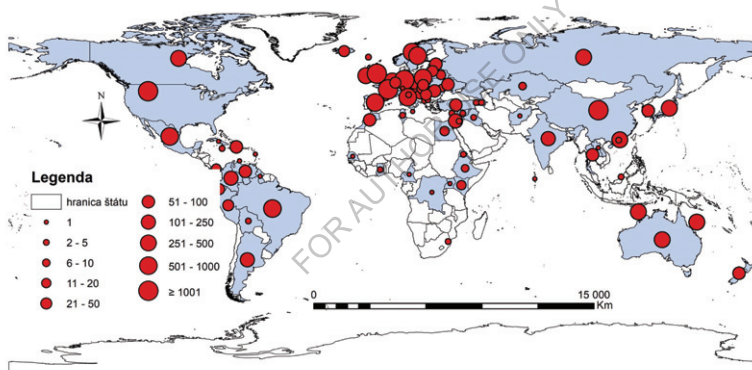 FOR AUTHOR USE ONLY
N
Legenda
hranica štátu
1
2 - 5
6 - 10
11 - 20
21 - 50
51 - 100
101 - 250
251 - 500
501 - 1000
≥ 1001
0
15 000
Km